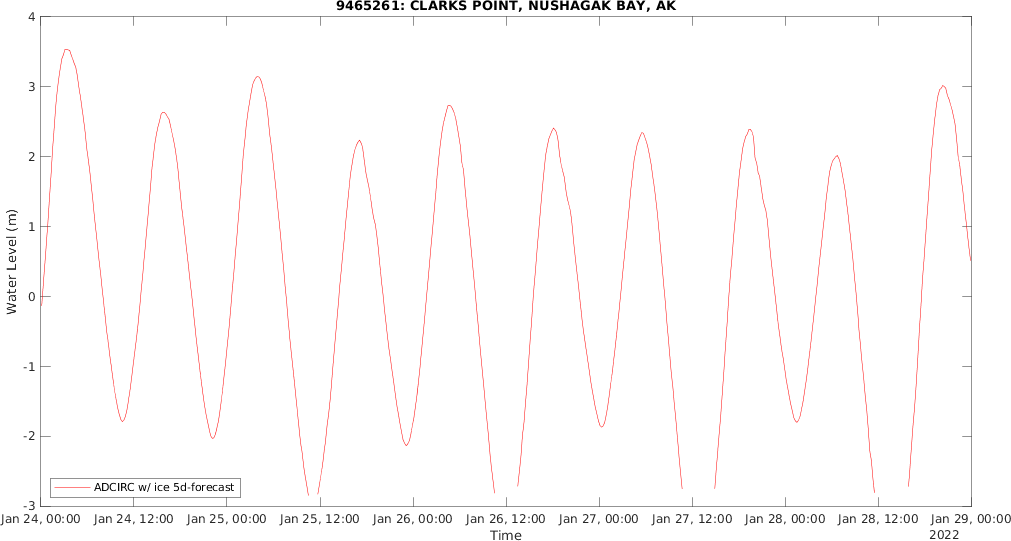 9465261: CLARKS POINT, NUSHAGAK BAY, AK
4
3
2
1
0
-1
-2
-3
Water Level (m)
ADCIRC w/ ice 5d-forecast
Jan 24, 00:00 Jan 24, 12:00 Jan 25, 00:00 Jan 25, 12:00 Jan 26, 00:00 Jan 26, 12:00 Jan 27, 00:00 Jan 27, 12:00 Jan 28, 00:00 Jan 28, 12:00 Jan 29, 00:00
Time
2022